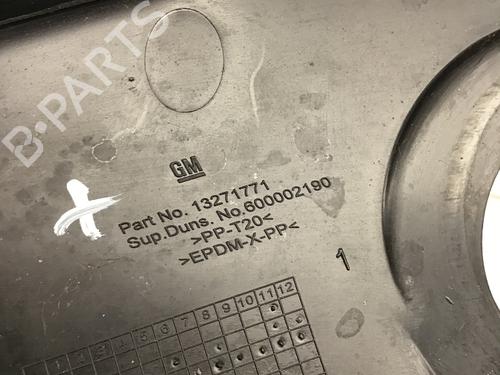 B-PARTS
GM
Part No. 13271771
Sup.Duns. No.600002190
>PP-T20<
>EPDM-X-PP<
1
1 2 3 4 5 6 7 8 9 10 11 12